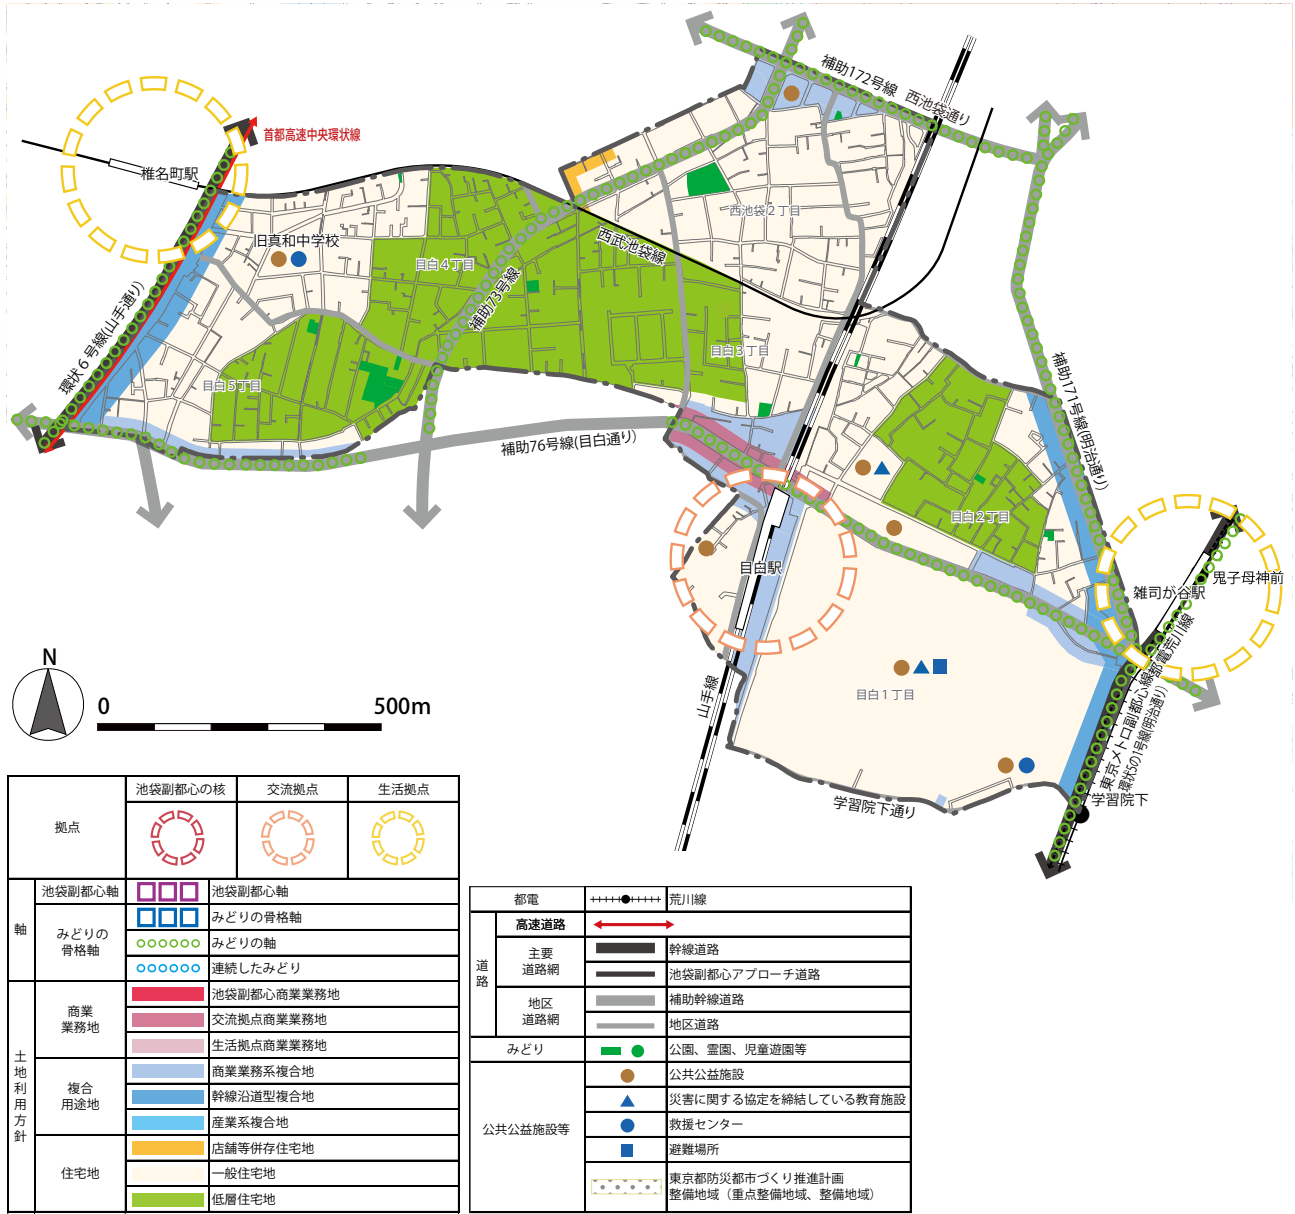 補助172号線
西池袋通り
首都高速中央環状線
椎名町駅
西池袋2丁目
旧真和中学校
西武池袋線
目白4丁目
補助73号線
環状6号線(山手通り)
目白3丁目
目白5丁目
補助171号線(明治通り)
補助76号線(目白通り)
目白2丁目
目白駅
鬼子母神前
雑司が谷駅
都電荒川線
東京メトロ副都心線
環状5の1号線(明治通り)
山手線
目白1丁目
学習院下
学習院下通り
N
0
500m
池袋副都心の核
交流拠点
生活拠点
拠点
軸
池袋副都心軸
池袋副都心軸
みどりの
骨格軸
みどりの骨格軸
みどりの軸
連続したみどり
土地利用方針
商業
業務地
池袋副都心商業業務地
交流拠点商業業務地
生活拠点商業業務地
複合
用途地
商業業務系複合地
幹線沿道型複合地
産業系複合地
住宅地
店舗等併存住宅地
一般住宅地
低層住宅地
都電
荒川線
道路
高速道路
主要
道路網
幹線道路
池袋副都心アプローチ道路
地区
道路網
補助幹線道路
地区道路
みどり
公園、霊園、児童遊園等
公共公益施設等
公共公益施設
災害に関する協定を締結している教育施設
救援センター
避難場所
東京都防災都市づくり推進計画
整備地域（重点整備地域、整備地域）